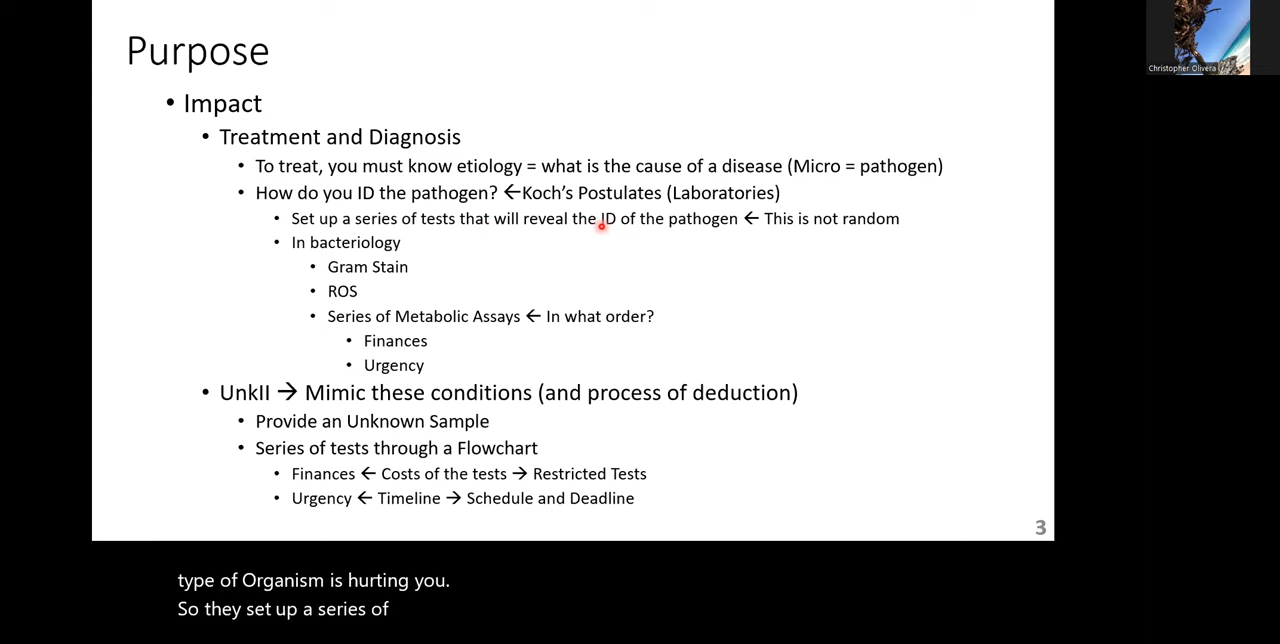 Purpose
Christopher Olivera
• Impact
• Treatment and Diagnosis
• To treat, you must know etiology = what is the cause of a disease (Micro = pathogen)
• How do you ID the pathogen? ←Koch's Postulates (Laboratories)
• Set up a series of tests that will reveal the ID of the pathogen ← This is not random
• In bacteriology
• Gram Stain
• ROS
• Series of Metabolic Assays ← In what order?
• Finances
• Urgency
• UnkII → Mimic these conditions (and process of deduction)
• Provide an Unknown Sample
• Series of tests through a Flowchart
• Finances ← Costs of the tests → Restricted Tests
• Urgency ← Timeline → Schedule and Deadline
3
type of Organism is hurting you.
So they set up a series of